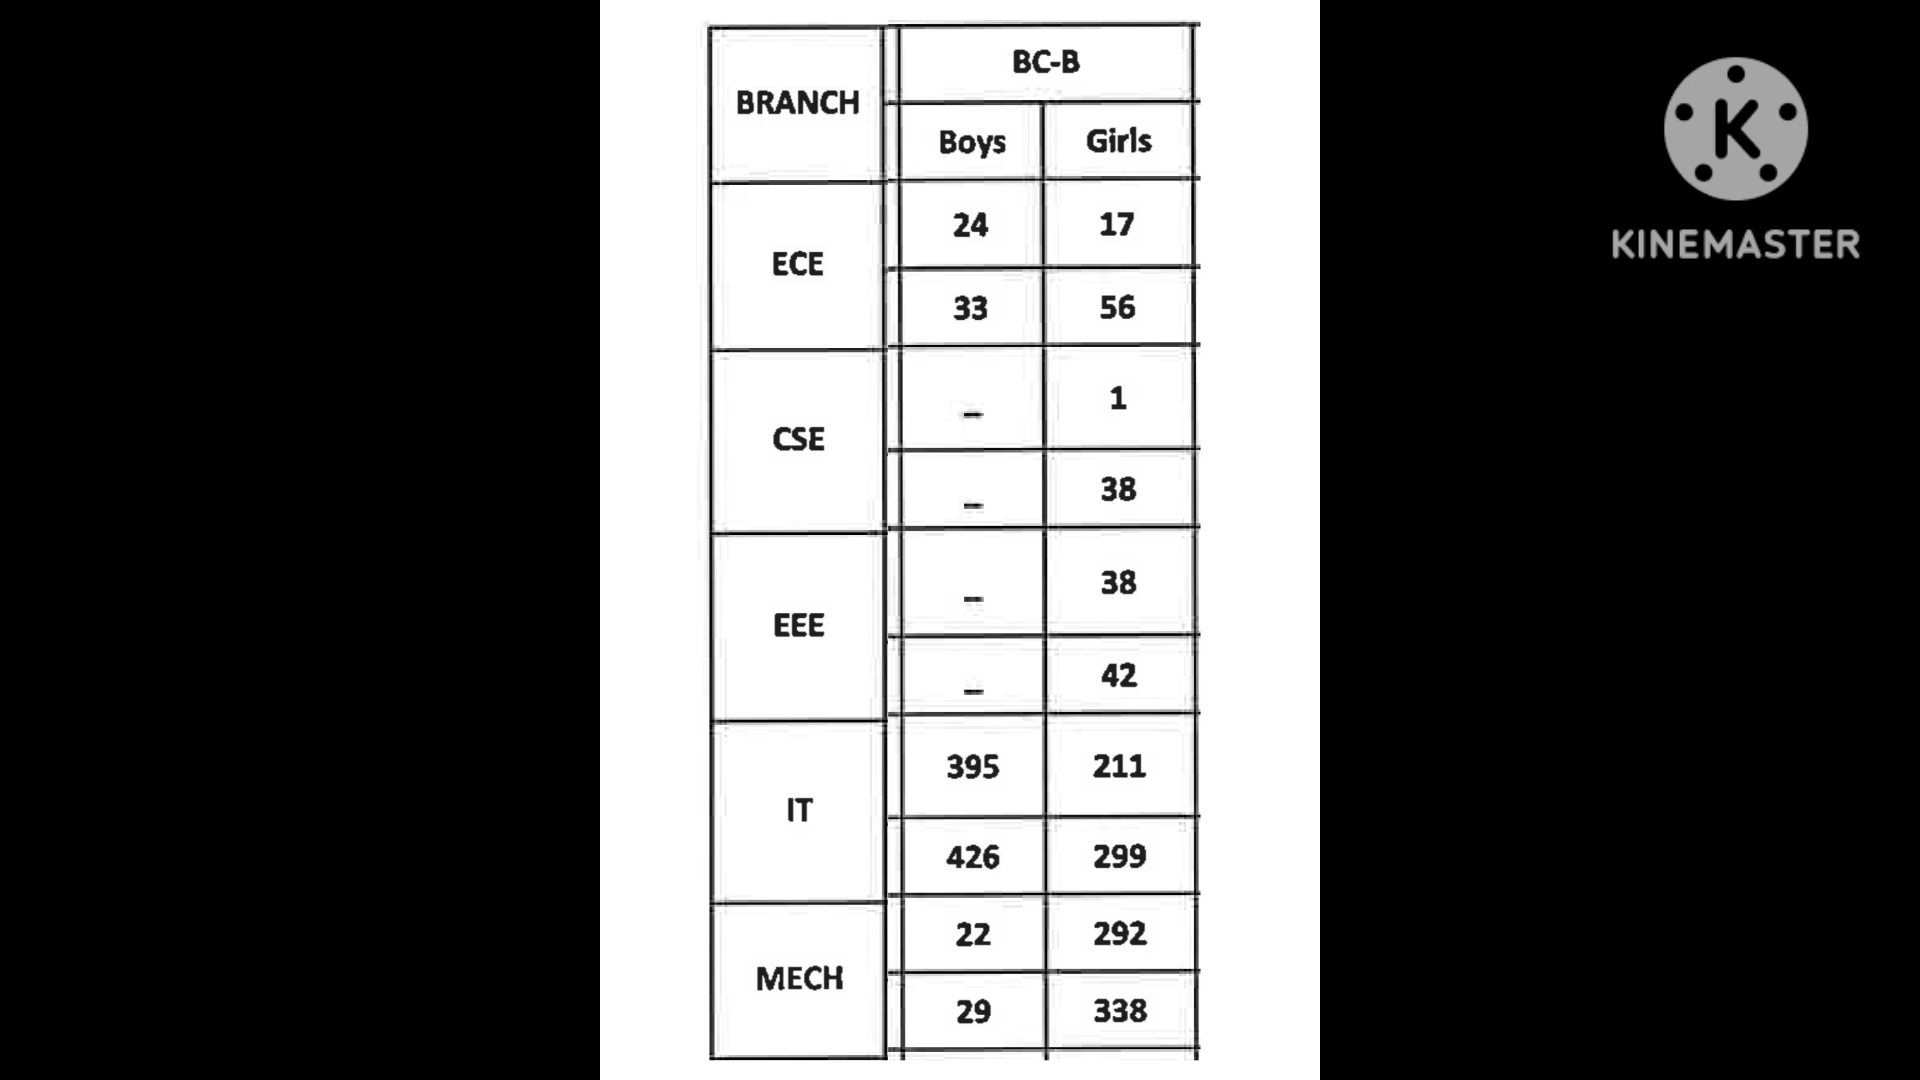 BRANCH BC-B
Boys Girls
ECE 24 17
33 56
CSE _ 1
_ 38
EEE _ 38
_ 42
IT 395 211
426 299
MECH 22 292
29 338
K
KINEMASTER